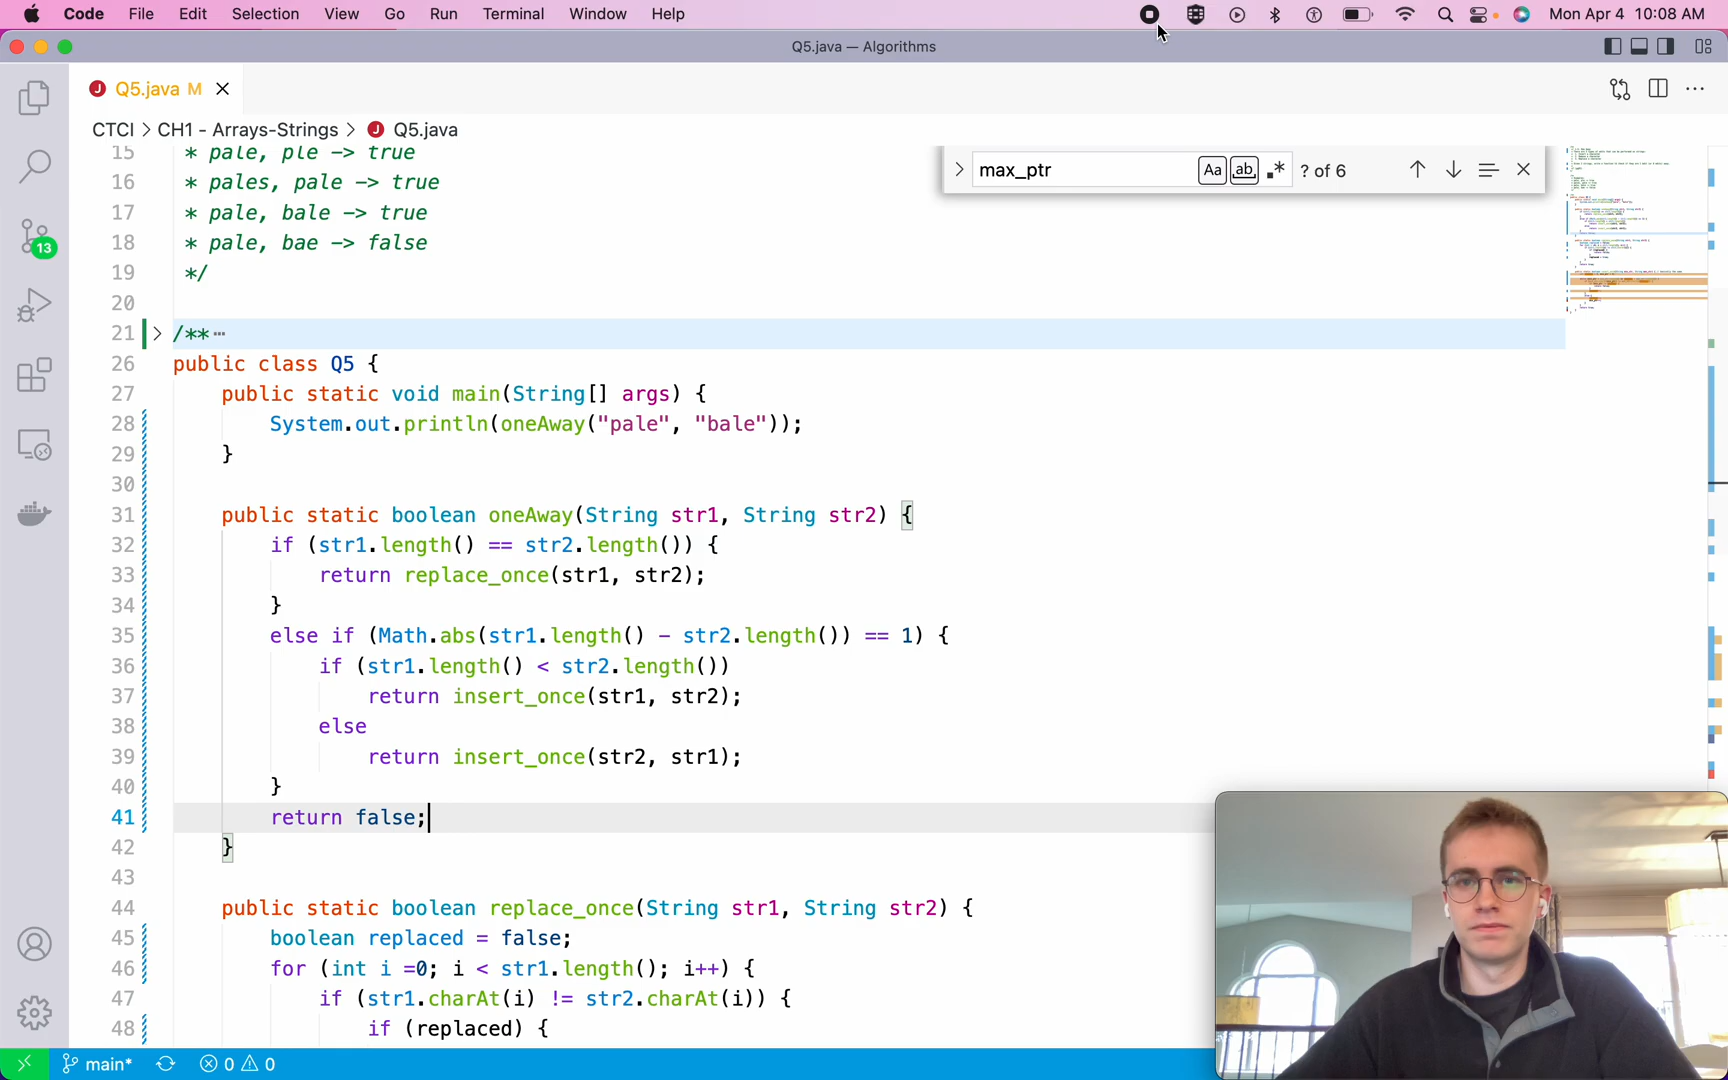 Code File Edit Selection View Go Run Terminal Window Help Mon Apr 4 10:08 AM
Q5.java — Algorithms
J Q5.java M
CTCI > CH1 - Arrays-Strings > J Q5.java
max_ptr Aa ab ? of 6
15 * pale, ple -> true
16 * pales, pale -> true
17 * pale, bale -> true
18 * pale, bae -> false
19 */
20
21 /** ...
26 public class Q5 {
27 public static void main(String[] args) {
28 System.out.println(oneAway("pale", "bale"));
29 }
30
31 public static boolean oneAway(String str1, String str2) {
32 if (str1.length() == str2.length()) {
33 return replace_once(str1, str2);
34 }
35 else if (Math.abs(str1.length() - str2.length()) == 1) {
36 if (str1.length() < str2.length())
37 return insert_once(str1, str2);
38 else
39 return insert_once(str2, str1);
40 }
41 return false;
42 }
43
44 public static boolean replace_once(String str1, String str2) {
45 boolean replaced = false;
46 for (int i =0; i < str1.length(); i++) {
47 if (str1.charAt(i) != str2.charAt(i)) {
48 if (replaced) {
13
main* 0 0